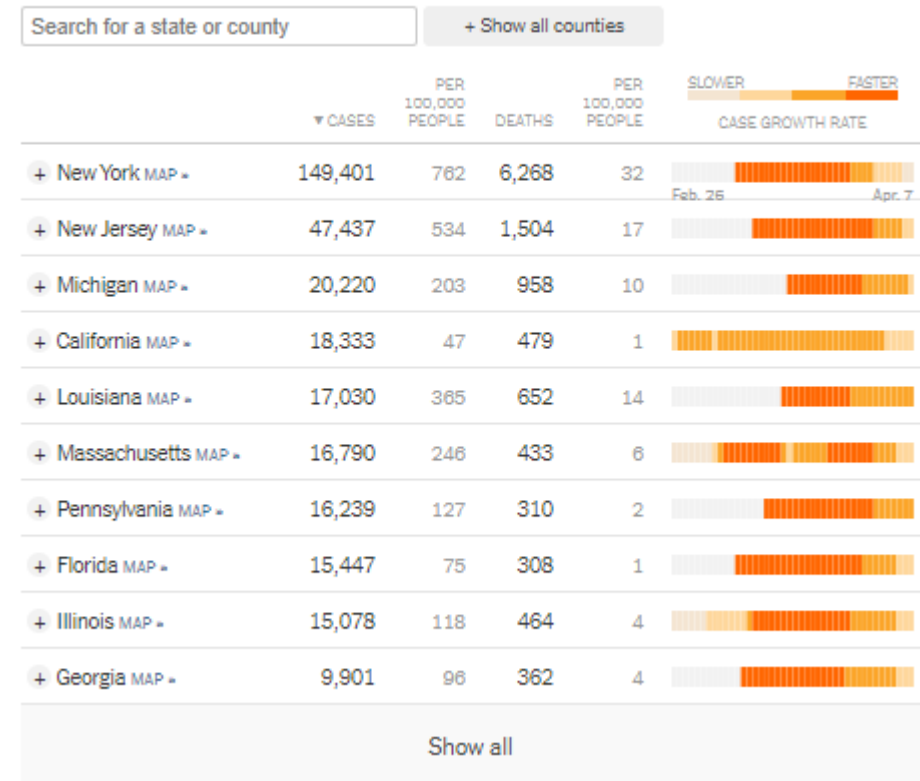 Search for a state or county
+ Show all counties
▼ CASES PER 100,000 PEOPLE DEATHS PER 100,000 PEOPLE SLOWER FASTER CASE GROWTH RATE
+ New York MAP » 149,401 762 6,268 32
Feb. 26 Apr. 7
+ New Jersey MAP » 47,437 534 1,504 17
+ Michigan MAP » 20,220 203 958 10
+ California MAP » 18,333 47 479 1
+ Louisiana MAP » 17,030 365 652 14
+ Massachusetts MAP » 16,790 246 433 6
+ Pennsylvania MAP » 16,239 127 310 2
+ Florida MAP » 15,447 75 308 1
+ Illinois MAP » 15,078 118 464 4
+ Georgia MAP » 9,901 96 362 4
Show all